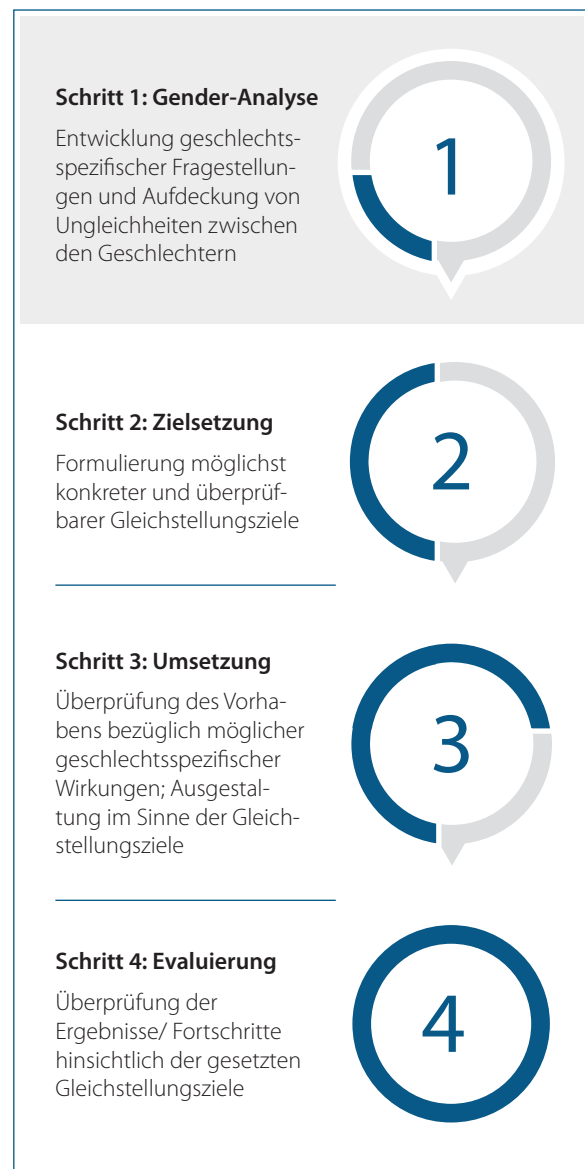 Schritt 1: Gender-Analyse
Entwicklung geschlechts-
spezifischer Fragestellun-
gen und Aufdeckung von
Ungleichheiten zwischen
den Geschlechtern
1
Schritt 2: Zielsetzung
Formulierung möglichst
konkreter und überprüf-
barer Gleichstellungsziele
2
Schritt 3: Umsetzung
Überprüfung des Vorha-
bens bezüglich möglicher
geschlechtsspezifischer
Wirkungen; Ausgestal-
tung im Sinne der Gleich-
stellungsziele
3
Schritt 4: Evaluierung
Überprüfung der
Ergebnisse/ Fortschritte
hinsichtlich der gesetzten
Gleichstellungsziele
4